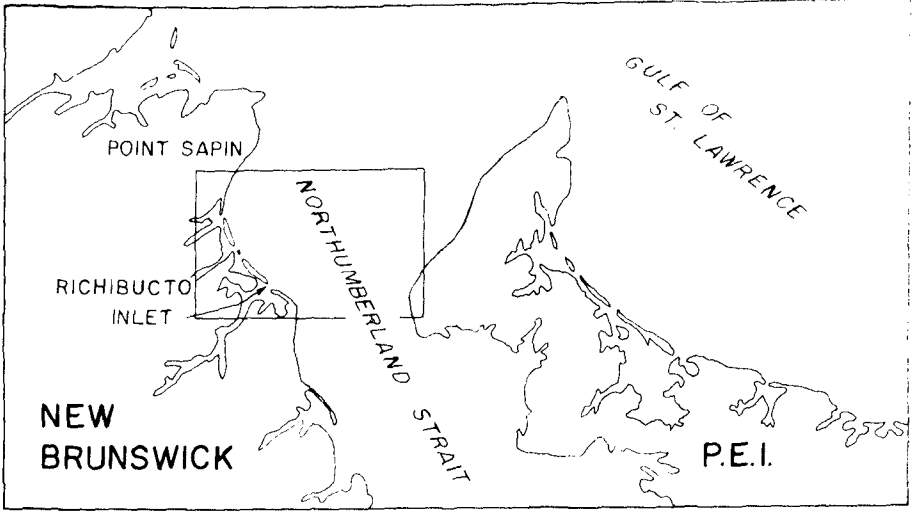 GULF OF
ST. LAWRENCE
POINT SAPIN
NORTHUMBERLAND STRAIT
RICHIBUCTO
INLET
NEW
BRUNSWICK
P.E.I.